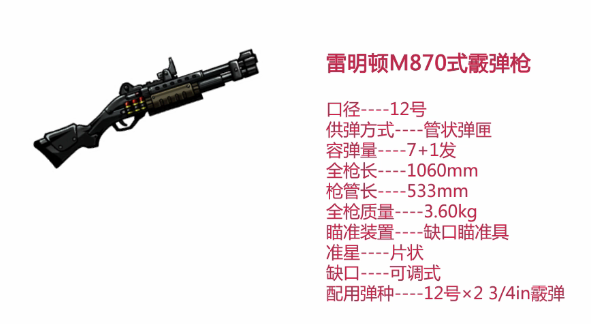 雷明顿M870式霰弹枪
口径----12号
供弹方式----管状弹匣
容弹量----7+1发
全枪长----1060mm
枪管长----533mm
全枪质量----3.60kg
瞄准装置----缺口瞄准具
准星----片状
缺口----可调式
配用弹种----12号×2 3/4in霰弹